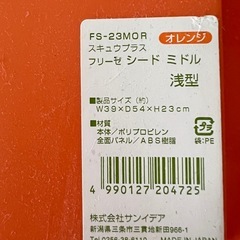 FS-23MOR オレンジ
スキュウプラス
フリーゼ シード ミドル
浅型
■製品サイズ（約）
W39×D54×H23cm
■材質
本体／ポリプロピレン
全面パネル／ABS樹脂
プラ
袋:PE
4990127204725
株式会社サンイデア
新潟県三条市三貫地新田966-1
MADE IN JAPAN